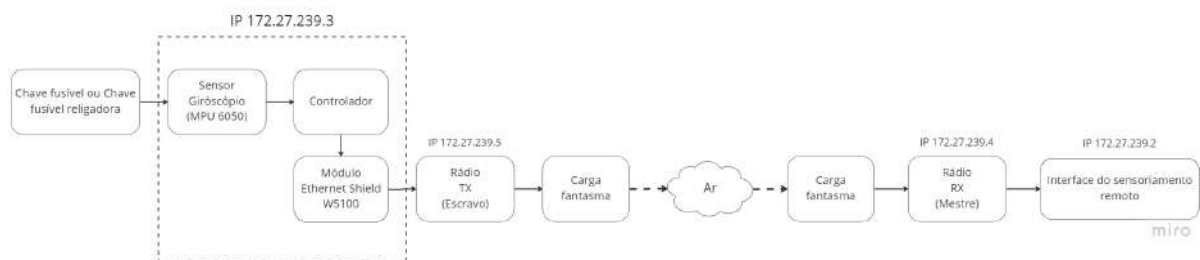 IP 172.27.239.3
Chave fusível ou Chave
fusível religadora
Sensor
Giróscópio
(MPU 6050)
Controlador
Módulo
Ethernet Shield
W5100
IP 172.27.239.5
Rádio
TX
(Escravo)
Carga
fantasma
Ar
Carga
fantasma
IP 172.27.239.4
Rádio
RX
(Mestre)
IP 172.27.239.2
Interface do sensoriamento
remoto
miro